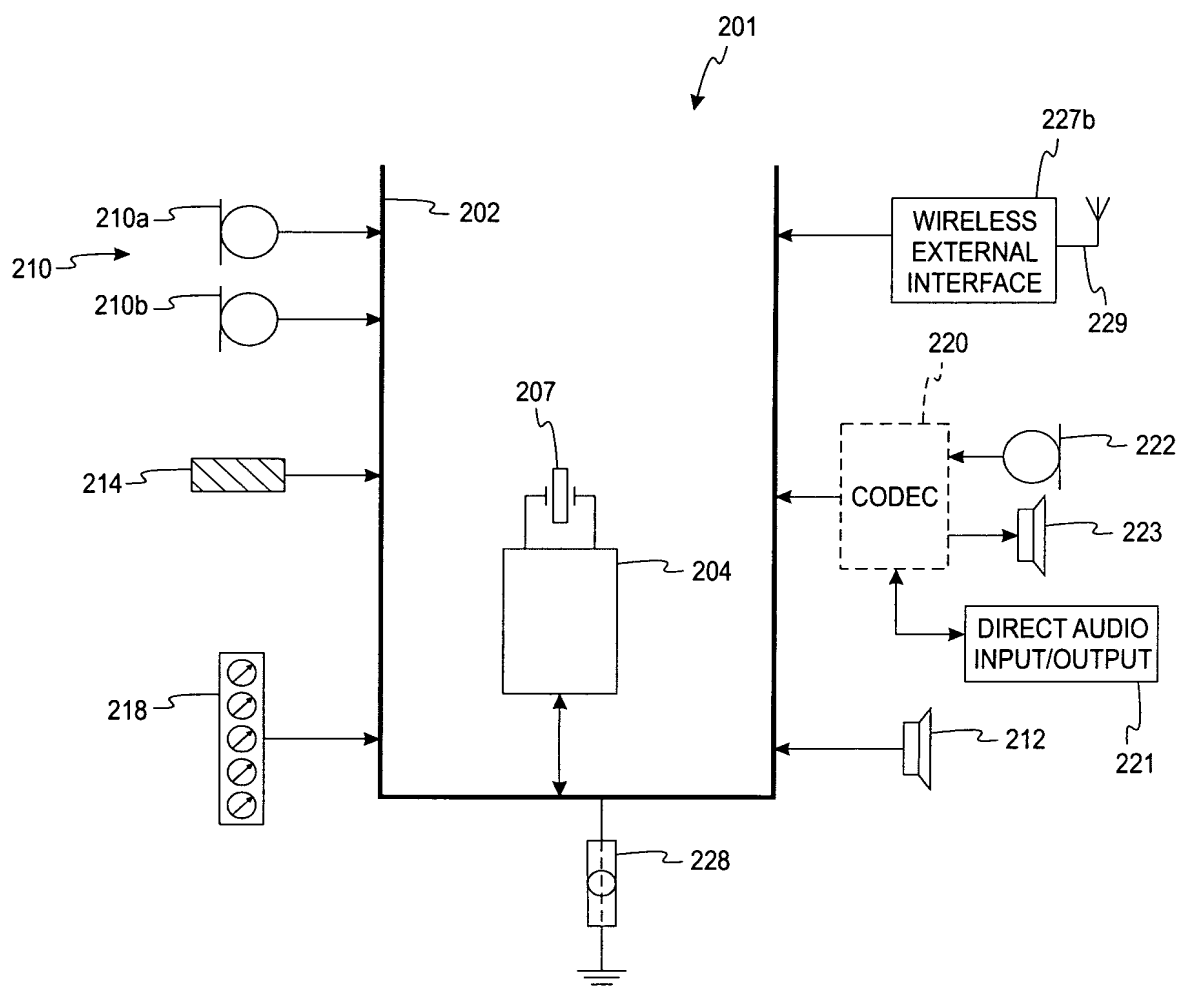 201
227b
210a
202
WIRELESS
EXTERNAL
INTERFACE
210
210b
229
220
207
222
214
CODEC
223
204
DIRECT AUDIO
INPUT/OUTPUT
218
212
221
228